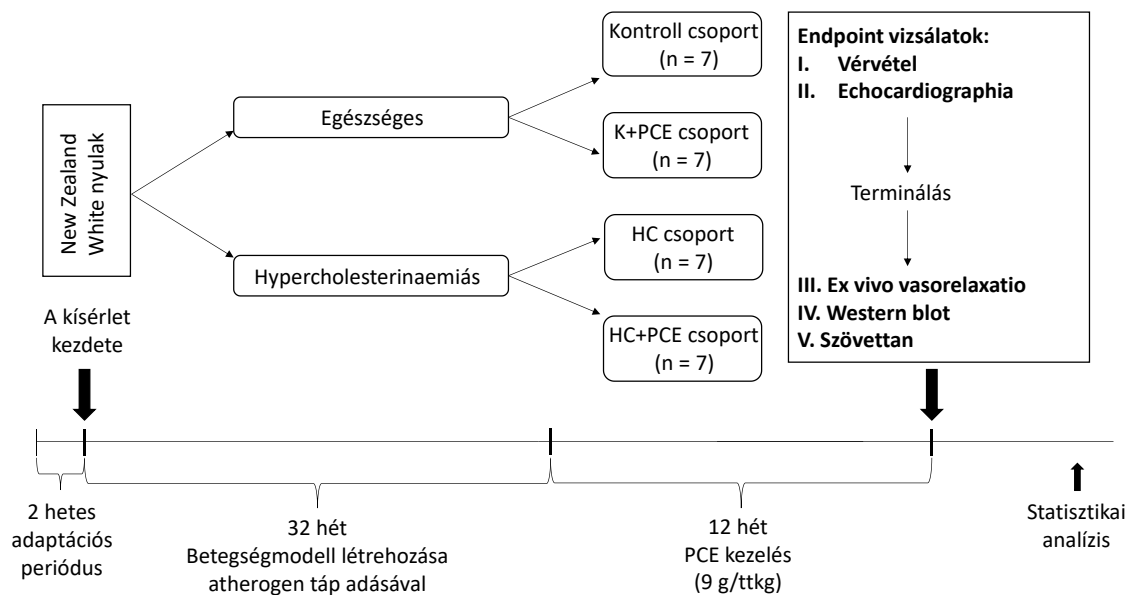 New Zealand
White nyulak
Egészséges
Hypercholesterinaemiás
Kontroll csoport
(n = 7)
K+PCE csoport
(n = 7)
HC csoport
(n = 7)
HC+PCE csoport
(n = 7)
Endpoint vizsálatok:
I. Vérvétel
II. Echocardiographia
Terminálás
III. Ex vivo vasorelaxatio
IV. Western blot
V. Szövettan
A kísérlet
kezdete
2 hetes
adaptációs
periódus
32 hét
Betegségmodell létrehozása
atherogen táp adásával
12 hét
PCE kezelés
(9 g/ttkg)
Statisztikai
analízis